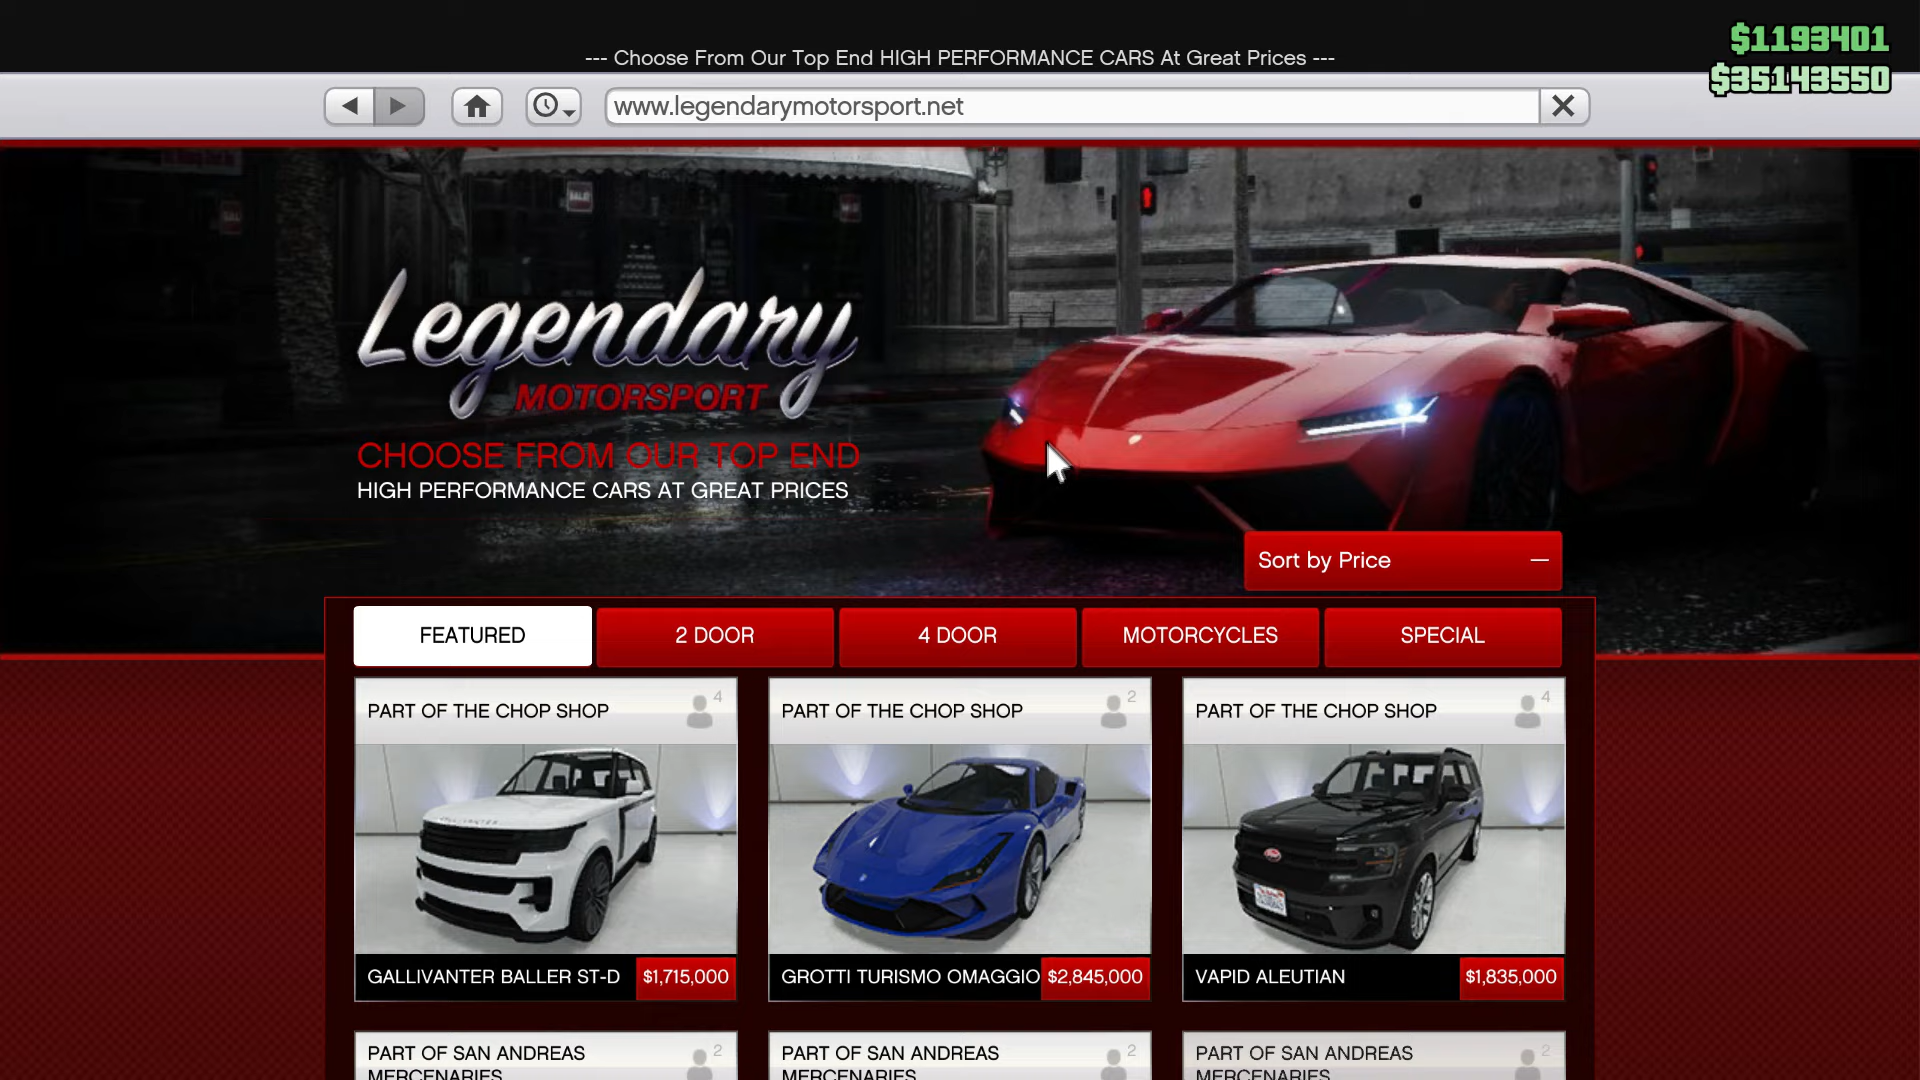 --- Choose From Our Top End HIGH PERFORMANCE CARS At Great Prices ---
$1193401
$35143550
www.legendarymotorsport.net
Legendary
MOTORSPORT
CHOOSE FROM OUR TOP END
HIGH PERFORMANCE CARS AT GREAT PRICES
Sort by Price
FEATURED
2 DOOR
4 DOOR
MOTORCYCLES
SPECIAL
PART OF THE CHOP SHOP
4
PART OF THE CHOP SHOP
2
PART OF THE CHOP SHOP
4
GALLIVANTER BALLER ST-D
$1,715,000
GROTTI TURISMO OMAGGIO
$2,845,000
VAPID ALEUTIAN
$1,835,000
PART OF SAN ANDREAS
MERCENARIES
2
PART OF SAN ANDREAS
MERCENARIES
2
PART OF SAN ANDREAS
MERCENARIES
2